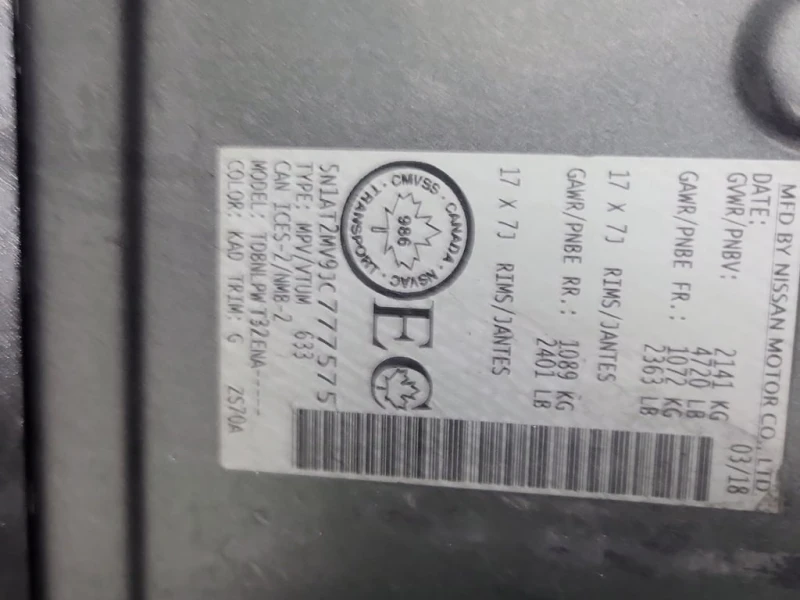 MFD BY NISSAN MOTOR CO., LTD
DATE: 03/18
GVWR/PNBV: 2141 KG
4720 LB
GAWR/PNBE FR.: 1072 KG
2363 LB
17 X 7J RIMS/JANTES
GAWR/PNBE RR.: 1089 KG
2401 LB
17 X 7J RIMS/JANTES
CMVSS · CANADA · NSVAC · TRANSPORT ·
986
EC
5N1AT2MV9JC777575
TYPE: MPV/VTUM 633
CAN ICES-2/NMB-2
MODEL: TDBNLPWT32ENA-----
COLOR: KAD TRIM: G 2S70A